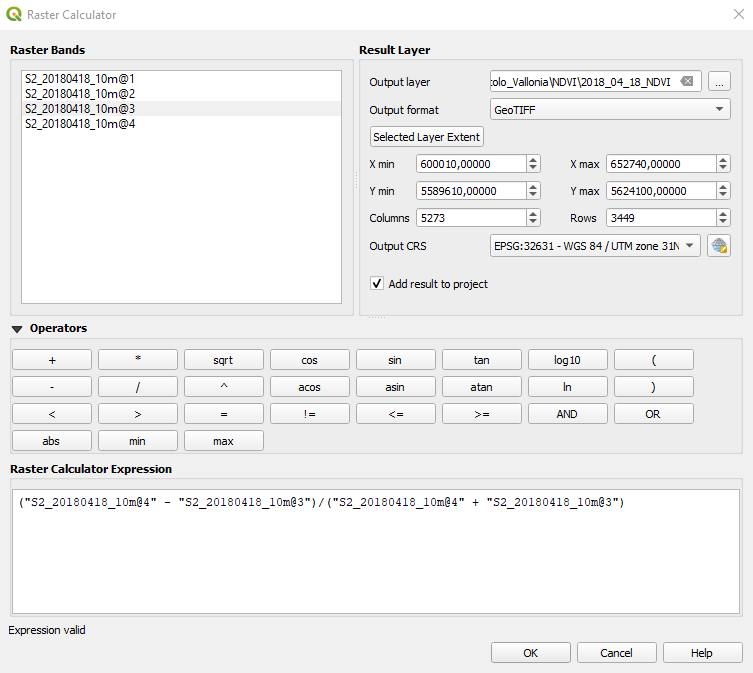 Raster Calculator
Raster Bands
S2_20180418_10m@1
S2_20180418_10m@2
S2_20180418_10m@3
S2_20180418_10m@4
Result Layer
Output layer colo_Vallonia\NDVI\2018_04_18_NDVI ...
Output format GeoTIFF
Selected Layer Extent
X min 600010,00000 X max 652740,00000
Y min 5589610,00000 Y max 5624100,00000
Columns 5273 Rows 3449
Output CRS EPSG:32631 - WGS 84 / UTM zone 31N
Add result to project
Operators
+ * sqrt cos sin tan log10 (
- / ^ acos asin atan ln )
< > = != <= >= AND OR
abs min max
Raster Calculator Expression
("S2_20180418_10m@4" - "S2_20180418_10m@3")/("S2_20180418_10m@4" + "S2_20180418_10m@3")
Expression valid
OK Cancel Help